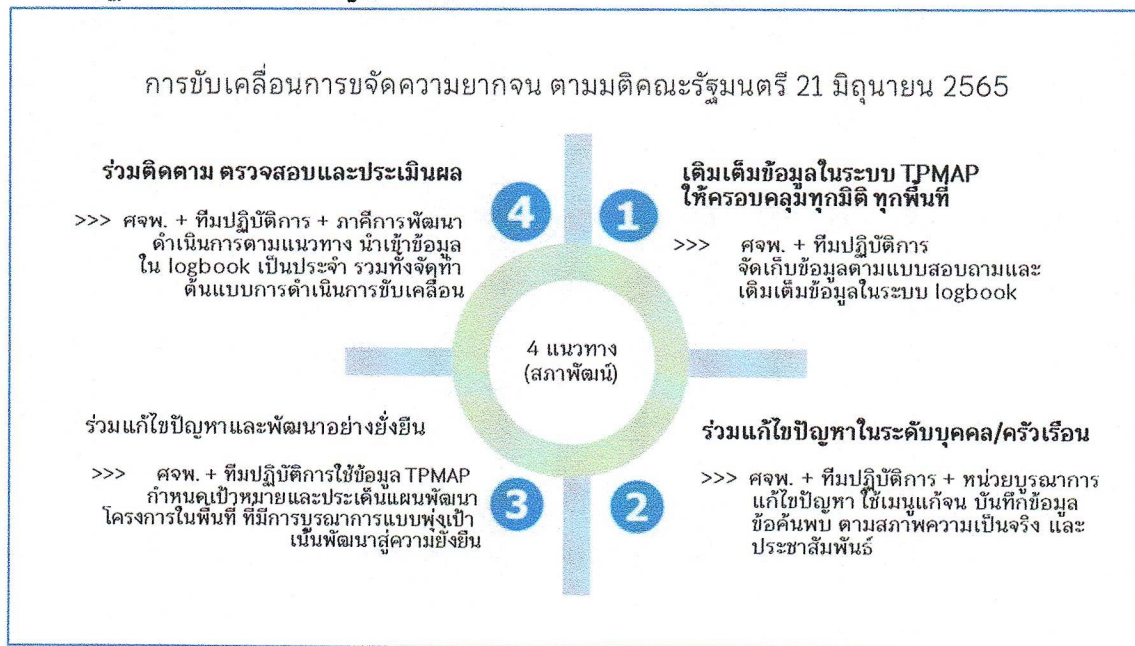 การขับเคลื่อนการขจัดความยากจน ตามมติคณะรัฐมนตรี 21 มิถุนายน 2565
ร่วมติดตาม ตรวจสอบและประเมินผล
>>> ศจพ. + ทีมปฏิบัติการ + ภาคีการพัฒนา
ดำเนินการตามแนวทาง นำเข้าข้อมูล
ใน logbook เป็นประจำ รวมทั้งจัดทำ
ต้นแบบการดำเนินการขับเคลื่อน
4
1
เติมเต็มข้อมูลในระบบ TPMAP
ให้ครอบคลุมทุกมิติ ทุกพื้นที่
>>> ศจพ. + ทีมปฏิบัติการ
จัดเก็บข้อมูลตามแบบสอบถามและ
เติมเต็มข้อมูลในระบบ logbook
4 แนวทาง
(สภาพัฒน์)
ร่วมแก้ไขปัญหาและพัฒนาอย่างยั่งยืน
>>> ศจพ. + ทีมปฏิบัติการใช้ข้อมูล TPMAP
กำหนดเป้าหมายและประเด็นแผนพัฒนา
โครงการในพื้นที่ ที่มีการบูรณาการแบบพุ่งเป้า
เน้นพัฒนาสู่ความยั่งยืน
3
2
ร่วมแก้ไขปัญหาในระดับบุคคล/ครัวเรือน
>>> ศจพ. + ทีมปฏิบัติการ + หน่วยบูรณาการ
แก้ไขปัญหา ใช้เมนูแก้จน บันทึกข้อมูล
ข้อค้นพบ ตามสภาพความเป็นจริง และ
ประชาสัมพันธ์